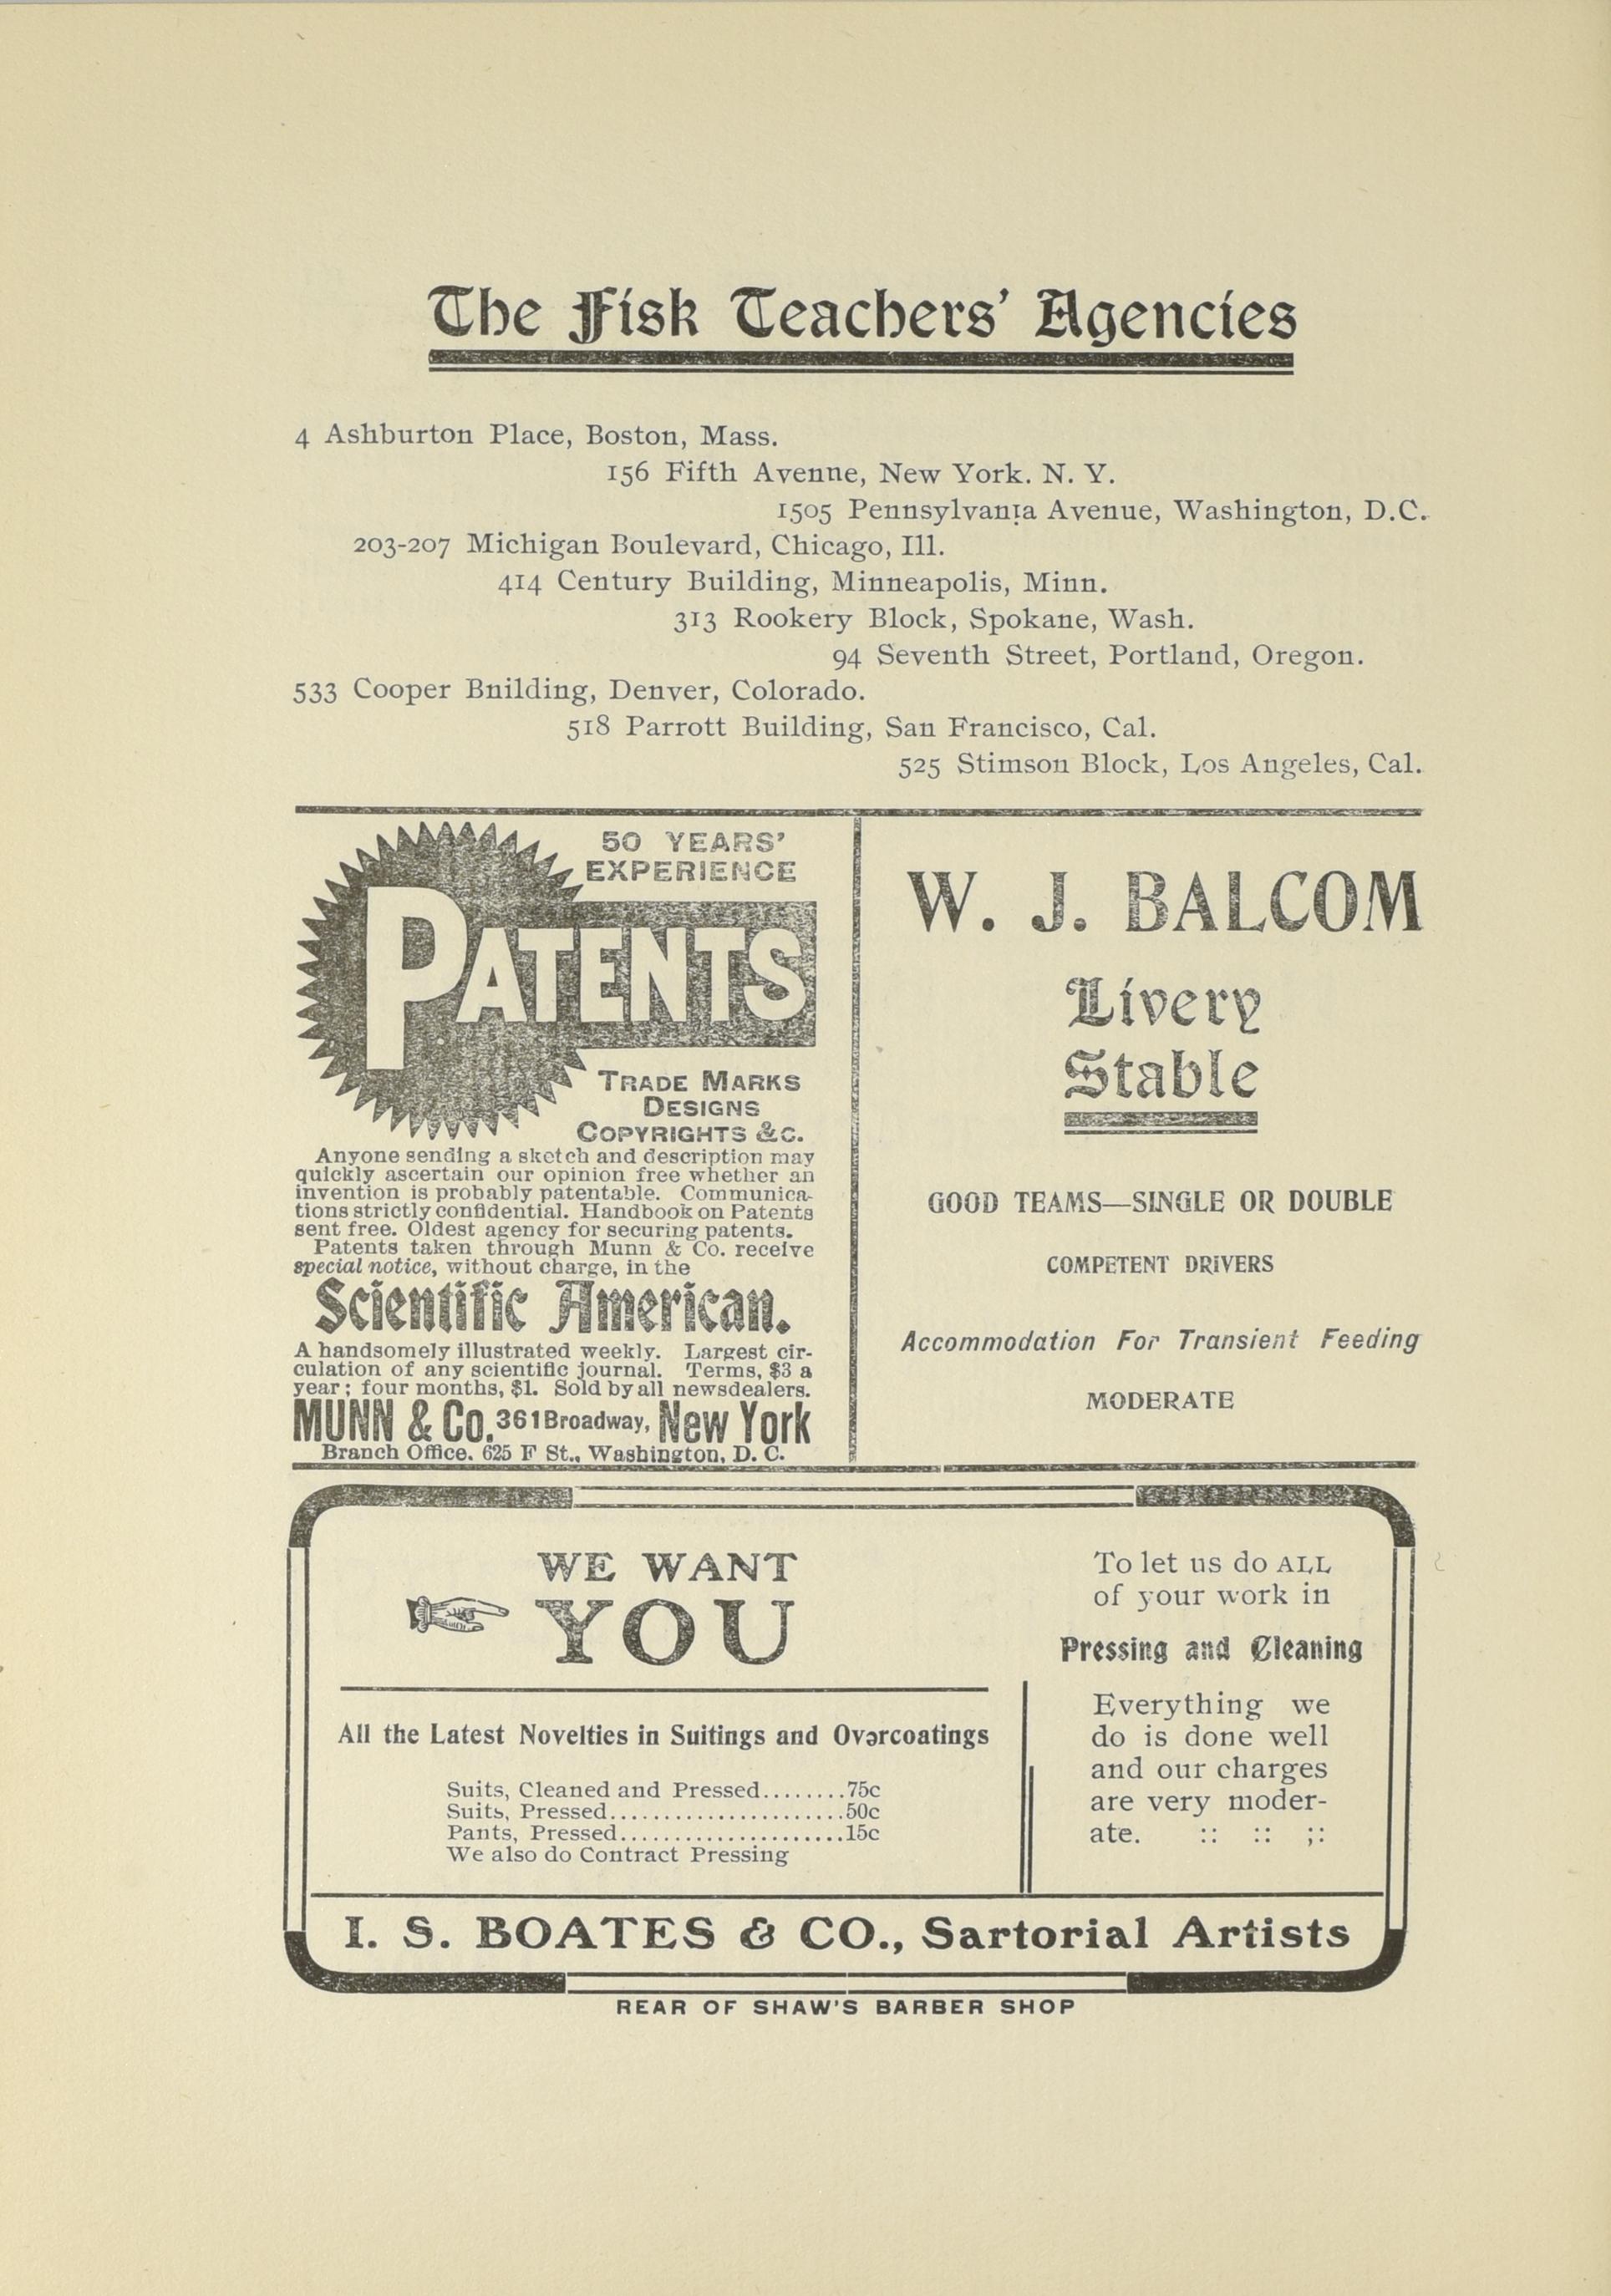 The Fisk Teachers' Agencies
4 Ashburton Place, Boston, Mass.
156 Fifth Avenne, New York. N. Y.
1505 Pennsylvania Avenue, Washington, D.C.
203-207 Michigan Boulevard, Chicago, Ill.
414 Century Building, Minneapolis, Minn.
313 Rookery Block, Spokane, Wash.
94 Seventh Street, Portland, Oregon.
533 Cooper Bnilding, Denver, Colorado.
518 Parrott Building, San Francisco, Cal.
525 Stimson Block, Los Angeles, Cal.
50 YEARS'
EXPERIENCE
PATENTS
TRADE MARKS
DESIGNS
COPYRIGHTS &C.
Anyone sending a sketch and description may
quickly ascertain our opinion free whether an
invention is probably patentable. Communica-
tions strictly confidential. Handbook on Patents
sent free. Oldest agency for securing patents.
Patents taken through Munn & Co. receive
special notice, without charge, in the
Scientific American.
A handsomely illustrated weekly. Largest cir-
culation of any scientific journal. Terms, $3 a
year; four months, $1. Sold by all newsdealers.
MUNN & Co. 361 Broadway, New York
Branch Office. 625 F St., Washington, D. C.
W. J. BALCOM
Livery
Stable
GOOD TEAMS—SINGLE OR DOUBLE
COMPETENT DRIVERS
Accommodation For Transient Feeding
MODERATE
WE WANT
YOU
All the Latest Novelties in Suitings and Overcoatings
Suits, Cleaned and Pressed........75c
Suits, Pressed......................50c
Pants, Pressed.....................15c
We also do Contract Pressing
To let us do ALL
of your work in
Pressing and Cleaning
Everything we
do is done well
and our charges
are very moder-
ate. :: :: ;:
I. S. BOATES & CO., Sartorial Artists
REAR OF SHAW'S BARBER SHOP